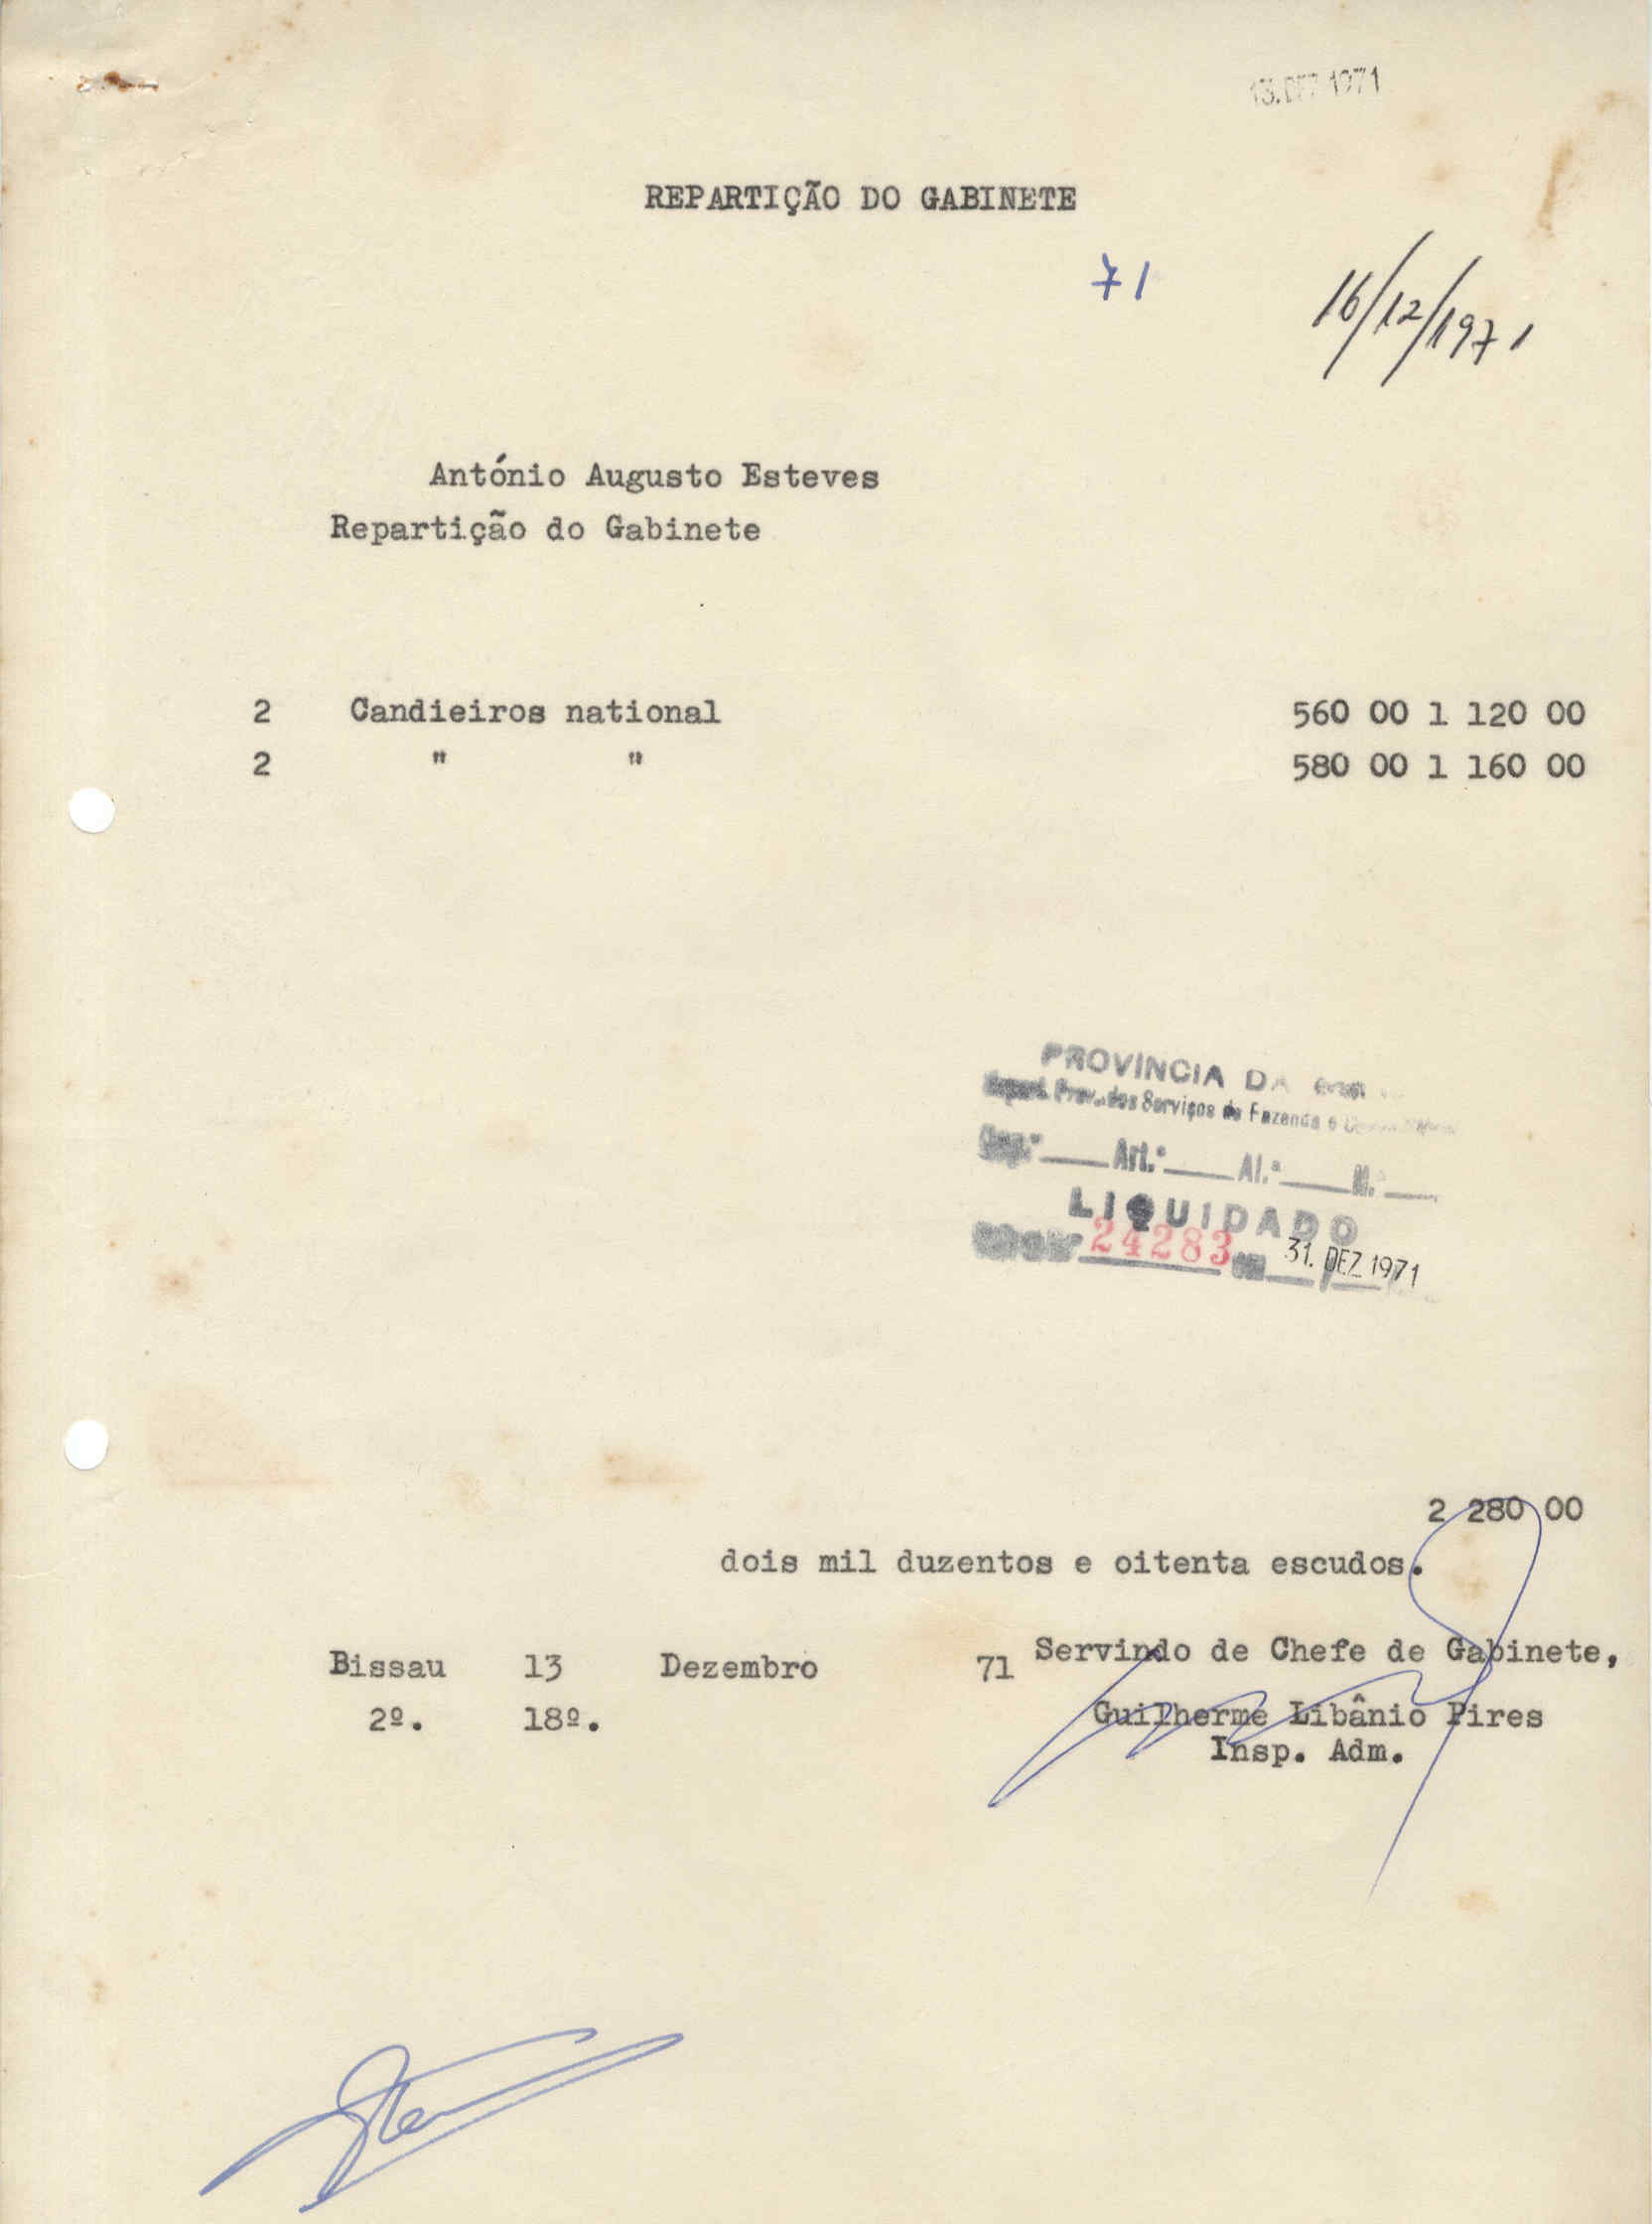 13. DEZ 1971
REPARTIÇÃO DO GABINETE
71
16/12/1971
António Augusto Esteves
Repartição do Gabinete
2 Candieiros national 560 00 1 120 00
2 " " 580 00 1 160 00
PROVINCIA DA
Prov. dos Serviços de Fazenda e
Cap.º Art.º Al.ª N.º
LIQUIDADO
24283 31. DEZ 1971
2 280 00
dois mil duzentos e oitenta escudos.
Bissau 13 Dezembro 71 Servindo de Chefe de Gabinete,
2º. 18º. Guilherme Libânio Pires
Insp. Adm.